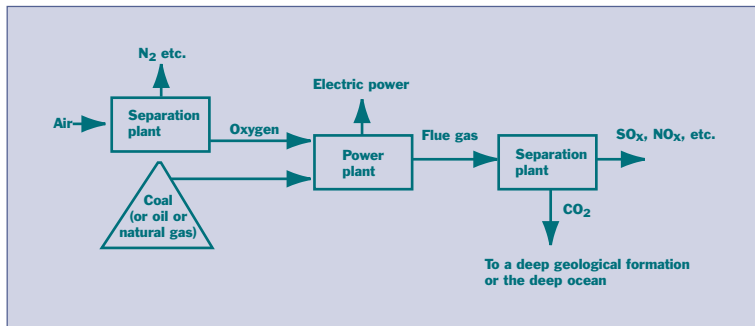 N₂ etc.
Electric power
Air
Separation
plant
Oxygen
Power
plant
Flue gas
Separation
plant
SOₓ, NOₓ, etc.
Coal
(or oil or
natural gas)
CO₂
To a deep geological formation
or the deep ocean